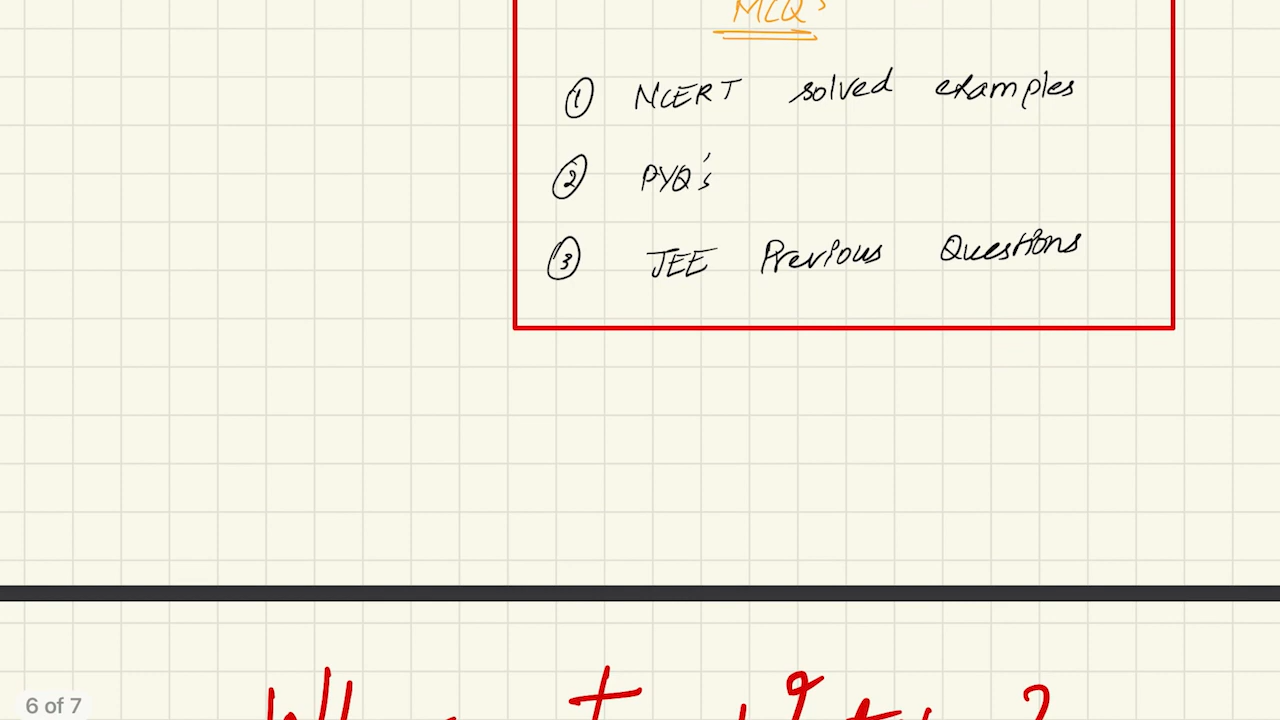 MCQ's
① NCERT solved examples
② PYQ's
③ JEE Previous Questions
6 of 7